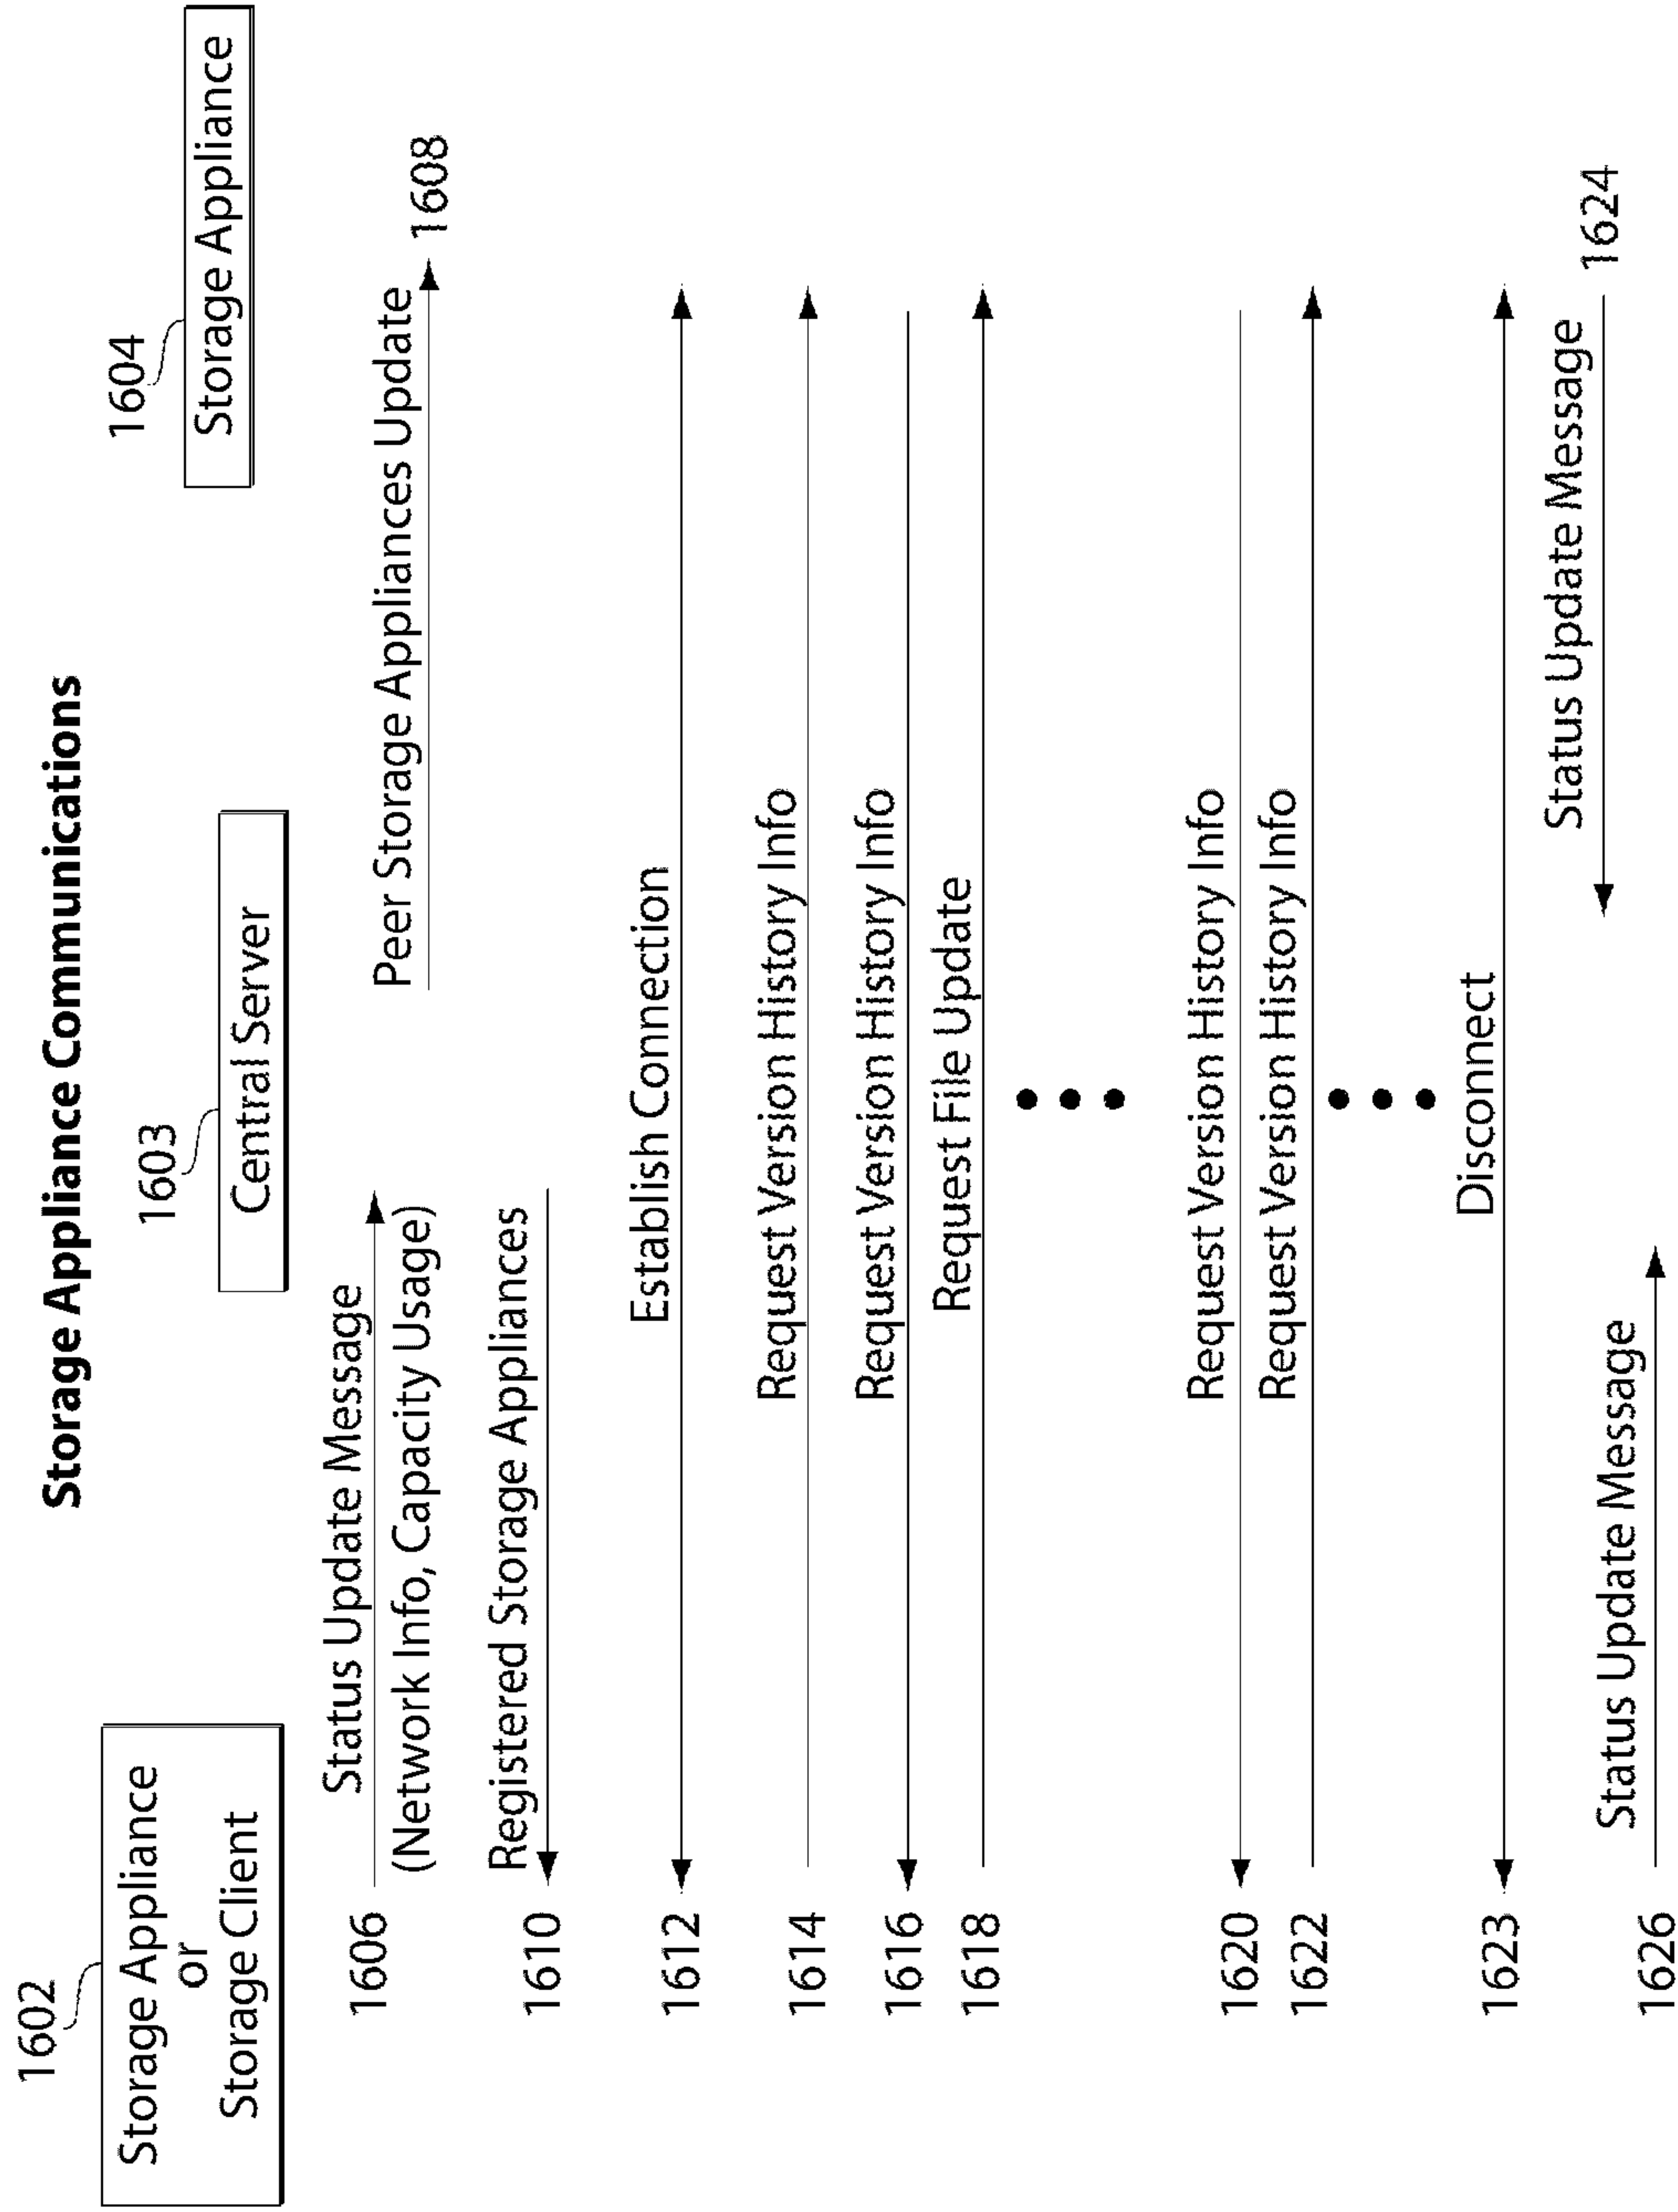 Storage Appliance Communications
1602
1603
1604
Storage Appliance
or
Storage Client
Central Server
Storage Appliance
1606
Status Update Message
(Network Info, Capacity Usage)
Peer Storage Appliances Update
1608
1610
Registered Storage Appliances
1612
Establish Connection
1614
Request Version History Info
1616
Request Version History Info
1618
Request File Update
1620
Request Version History Info
1622
Request Version History Info
1623
Disconnect
Status Update Message
1624
1626
Status Update Message